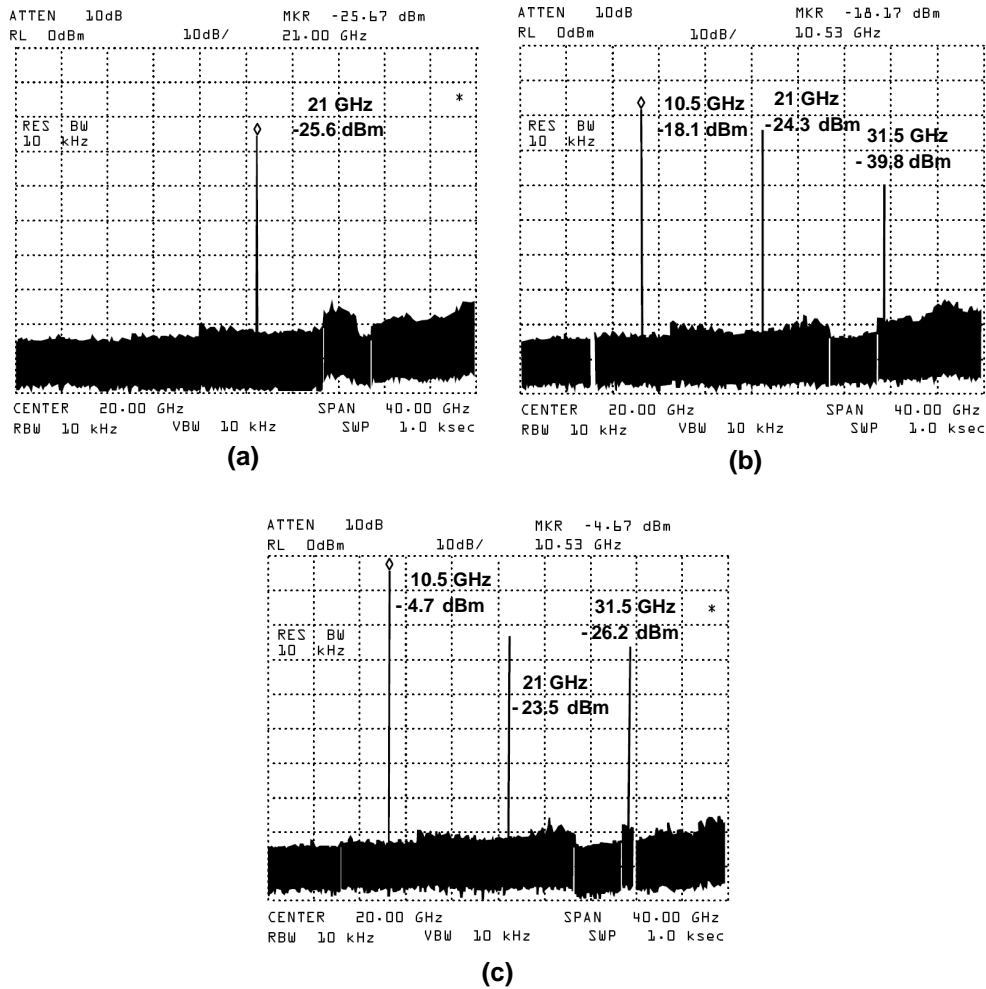 ATTEN 10dB MKR -25.67 dBm
RL 0dBm 10dB/ 21.00 GHz
21 GHz
-25.6 dBm
*
RES BW
10 kHz
CENTER 20.00 GHz SPAN 40.00 GHz
RBW 10 kHz VBW 10 kHz SWP 1.0 ksec
(a)
ATTEN 10dB MKR -18.17 dBm
RL 0dBm 10dB/ 10.53 GHz
10.5 GHz
-18.1 dBm
21 GHz
-24.3 dBm
31.5 GHz
- 39.8 dBm
RES BW
10 kHz
CENTER 20.00 GHz SPAN 40.00 GHz
RBW 10 kHz VBW 10 kHz SWP 1.0 ksec
(b)
ATTEN 10dB MKR -4.67 dBm
RL 0dBm 10dB/ 10.53 GHz
10.5 GHz
- 4.7 dBm
31.5 GHz
- 26.2 dBm
*
RES BW
10 kHz
21 GHz
- 23.5 dBm
CENTER 20.00 GHz SPAN 40.00 GHz
RBW 10 kHz VBW 10 kHz SWP 1.0 ksec
(c)